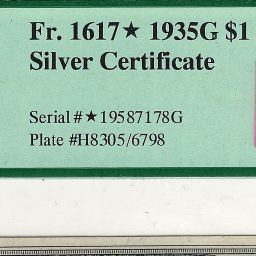 Fr. 1617★ 1935G $1
Silver Certificate
Serial #★19587178G
Plate #H8305/6798